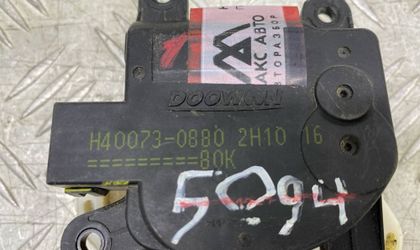 МАКС АВТО
АВТОРАЗБОР
DOOWON
H40073-0880 2H10 16
=========80K
5094